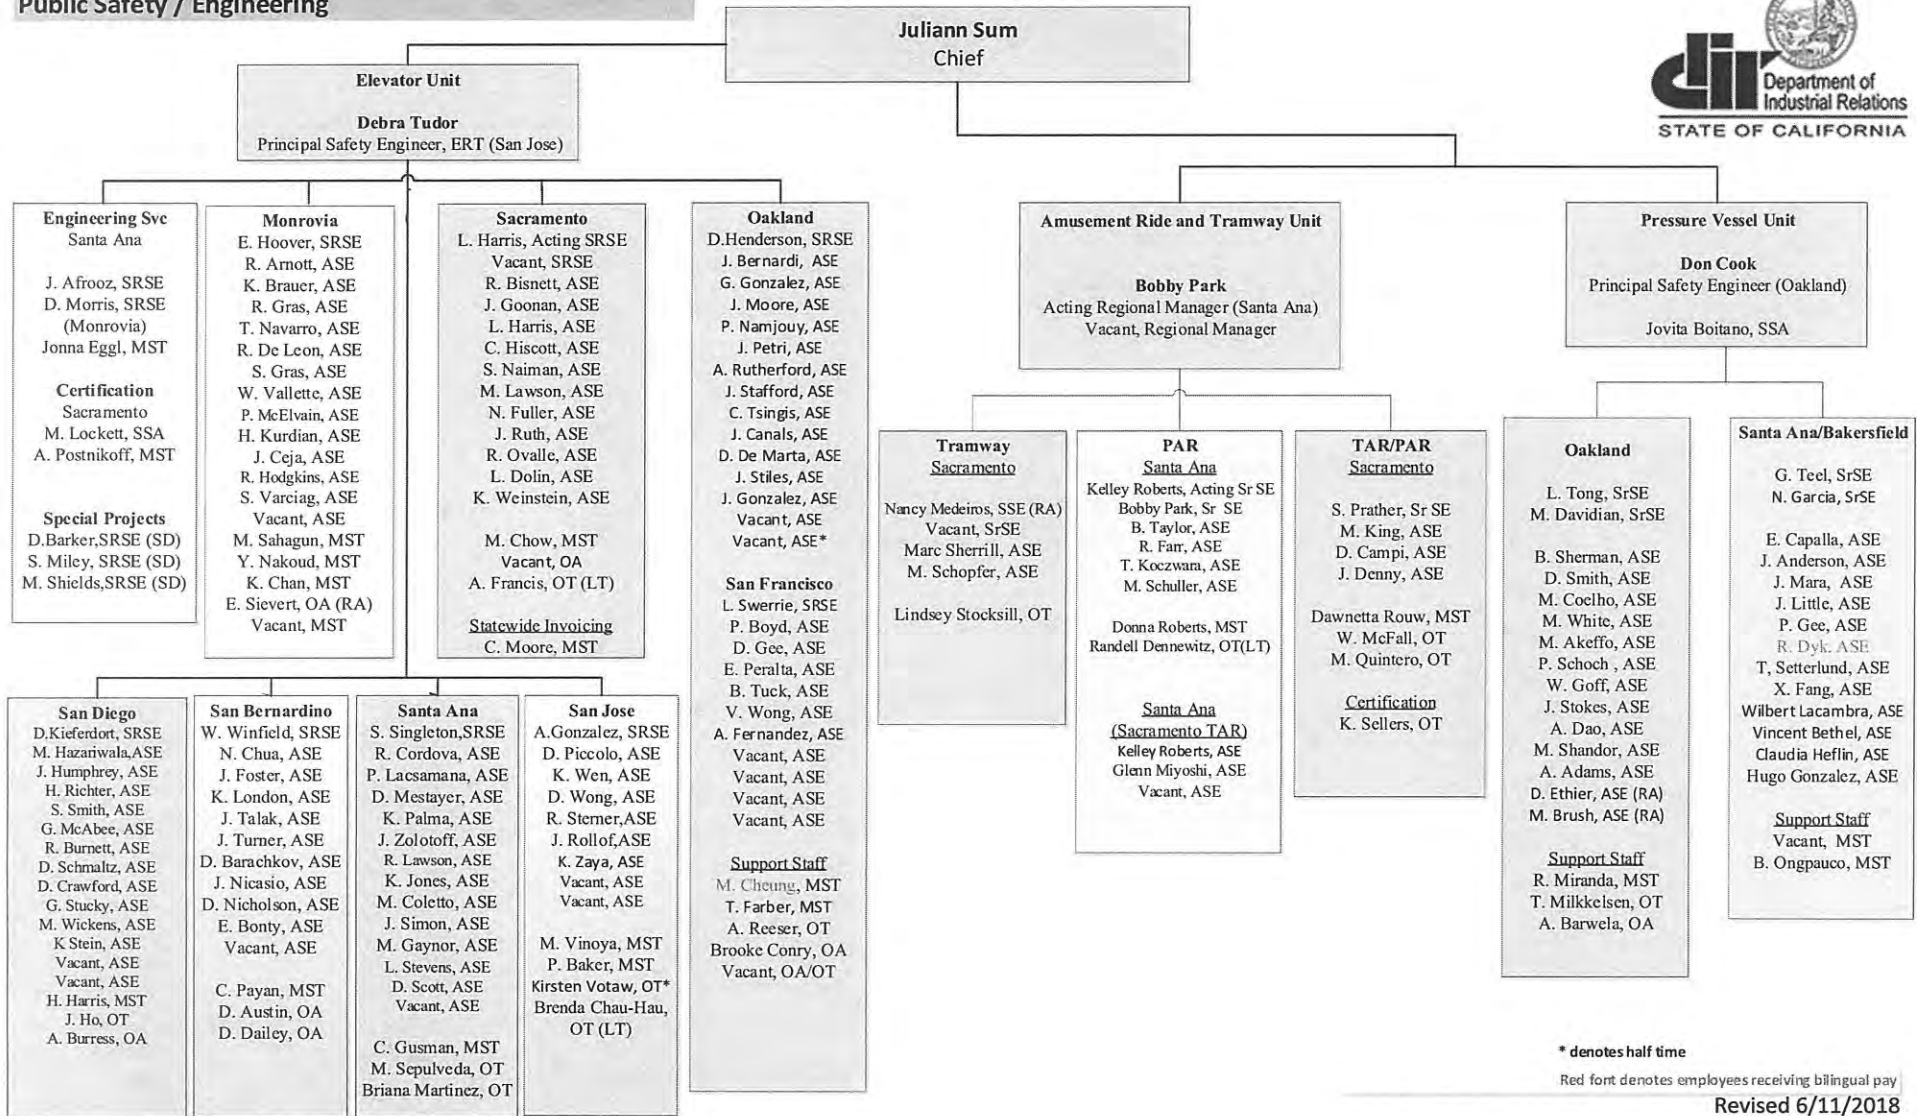 Public Safety / Engineering
Juliann Sum
Chief
Department of
Industrial Relations
STATE OF CALIFORNIA
Elevator Unit
Debra Tudor
Principal Safety Engineer, ERT (San Jose)
Engineering Svc
Santa Ana
J. Afrooz, SRSE
D. Morris, SRSE
(Monrovia)
Jonna Eggl, MST
Certification
Sacramento
M. Lockett, SSA
A. Postnikoff, MST
Special Projects
D.Barker,SRSE (SD)
S. Miley, SRSE (SD)
M. Shields,SRSE (SD)
Monrovia
E. Hoover, SRSE
R. Arnott, ASE
K. Brauer, ASE
R. Gras, ASE
T. Navarro, ASE
R. De Leon, ASE
S. Gras, ASE
W. Vallette, ASE
P. McElvain, ASE
H. Kurdian, ASE
J. Ceja, ASE
R. Hodgkins, ASE
S. Varciag, ASE
Vacant, ASE
M. Sahagun, MST
Y. Nakoud, MST
K. Chan, MST
E. Sievert, OA (RA)
Vacant, MST
Sacramento
L. Harris, Acting SRSE
Vacant, SRSE
R. Bisnett, ASE
J. Goonan, ASE
L. Harris, ASE
C. Hiscott, ASE
S. Naiman, ASE
M. Lawson, ASE
N. Fuller, ASE
J. Ruth, ASE
R. Ovalle, ASE
L. Dolin, ASE
K. Weinstein, ASE
M. Chow, MST
Vacant, OA
A. Francis, OT (LT)
Statewide Invoicing
C. Moore, MST
Oakland
D.Henderson, SRSE
J. Bernardi, ASE
G. Gonzalez, ASE
J. Moore, ASE
P. Namjouy, ASE
J. Petri, ASE
A. Rutherford, ASE
J. Stafford, ASE
C. Tsingis, ASE
J. Canals, ASE
D. De Marta, ASE
J. Stiles, ASE
J. Gonzalez, ASE
Vacant, ASE
Vacant, ASE*
San Francisco
L. Swerrie, SRSE
P. Boyd, ASE
D. Gee, ASE
E. Peralta, ASE
B. Tuck, ASE
V. Wong, ASE
A. Fernandez, ASE
Vacant, ASE
Vacant, ASE
Vacant, ASE
Vacant, ASE
Support Staff
M. Cheung, MST
T. Farber, MST
A. Reeser, OT
Brooke Conry, OA
Vacant, OA/OT
San Diego
D.Kieferdorf, SRSE
M. Hazariwala,ASE
J. Humphrey, ASE
H. Richter, ASE
S. Smith, ASE
G. McAbee, ASE
R. Burnett, ASE
D. Schmaltz, ASE
D. Crawford, ASE
G. Stucky, ASE
M. Wickens, ASE
K Stein, ASE
Vacant, ASE
Vacant, ASE
H. Harris, MST
J. Ho, OT
A. Burress, OA
San Bernardino
W. Winfield, SRSE
N. Chua, ASE
J. Foster, ASE
K. London, ASE
J. Talak, ASE
J. Turner, ASE
D. Barachkov, ASE
J. Nicasio, ASE
D. Nicholson, ASE
E. Bonty, ASE
Vacant, ASE
C. Payan, MST
D. Austin, OA
D. Dailey, OA
Santa Ana
S. Singleton,SRSE
R. Cordova, ASE
P. Lacsamana, ASE
D. Mestayer, ASE
K. Palma, ASE
J. Zolotoff, ASE
R. Lawson, ASE
K. Jones, ASE
M. Coletto, ASE
J. Simon, ASE
M. Gaynor, ASE
L. Stevens, ASE
D. Scott, ASE
Vacant, ASE
C. Gusman, MST
M. Sepulveda, OT
Briana Martinez, OT
San Jose
A.Gonzalez, SRSE
D. Piccolo, ASE
K. Wen, ASE
D. Wong, ASE
R. Sterner,ASE
J. Rollof,ASE
K. Zaya, ASE
Vacant, ASE
Vacant, ASE
M. Vinoya, MST
P. Baker, MST
Kirsten Votaw, OT*
Brenda Chau-Hau,
OT (LT)
Amusement Ride and Tramway Unit
Bobby Park
Acting Regional Manager (Santa Ana)
Vacant, Regional Manager
Tramway
Sacramento
Nancy Medeiros, SSE (RA)
Vacant, SrSE
Marc Sherrill, ASE
M. Schopfer, ASE
Lindsey Stocksill, OT
PAR
Santa Ana
Kelley Roberts, Acting Sr SE
Bobby Park, Sr SE
B. Taylor, ASE
R. Farr, ASE
T. Koczwara, ASE
M. Schuller, ASE
Donna Roberts, MST
Randell Dennewitz, OT(LT)
Santa Ana
(Sacramento TAR)
Kelley Roberts, ASE
Glenn Miyoshi, ASE
Vacant, ASE
TAR/PAR
Sacramento
S. Prather, Sr SE
M. King, ASE
D. Campi, ASE
J. Denny, ASE
Dawnetta Rouw, MST
W. McFall, OT
M. Quintero, OT
Certification
K. Sellers, OT
Pressure Vessel Unit
Don Cook
Principal Safety Engineer (Oakland)
Jovita Boitano, SSA
Oakland
L. Tong, SrSE
M. Davidian, SrSE
B. Sherman, ASE
D. Smith, ASE
M. Coelho, ASE
M. White, ASE
M. Akeffo, ASE
P. Schoch , ASE
W. Goff, ASE
J. Stokes, ASE
A. Dao, ASE
M. Shandor, ASE
A. Adams, ASE
D. Ethier, ASE (RA)
M. Brush, ASE (RA)
Support Staff
R. Miranda, MST
T. Milkkelsen, OT
A. Barwela, OA
Santa Ana/Bakersfield
G. Teel, SrSE
N. Garcia, SrSE
E. Capalla, ASE
J. Anderson, ASE
J. Mara, ASE
J. Little, ASE
P. Gee, ASE
R. Dyk. ASE
T, Setterlund, ASE
X. Fang, ASE
Wilbert Lacambra, ASE
Vincent Bethel, ASE
Claudia Heflin, ASE
Hugo Gonzalez, ASE
Support Staff
Vacant, MST
B. Ongpauco, MST
* denotes half time
Red font denotes employees receiving bilingual pay
Revised 6/11/2018